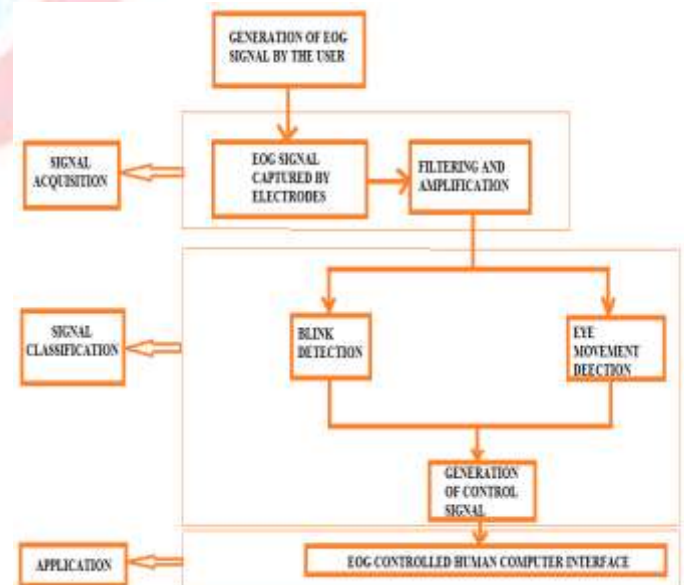 GENERATION OF EOG
SIGNAL BY THE USER
SIGNAL
ACQUISITION
EOG SIGNAL
CAPTURED BY
ELECTRODES
FILTERING AND
AMPLIFICATION
SIGNAL
CLASSIFICATION
BLINK
DETECTION
EYE
MOVEMENT
DEECTION
GENERATION
OF CONTROL
SIGNAL
APPLICATION
EOG CONTROLLED HUMAN COMPUTER INTERFACE